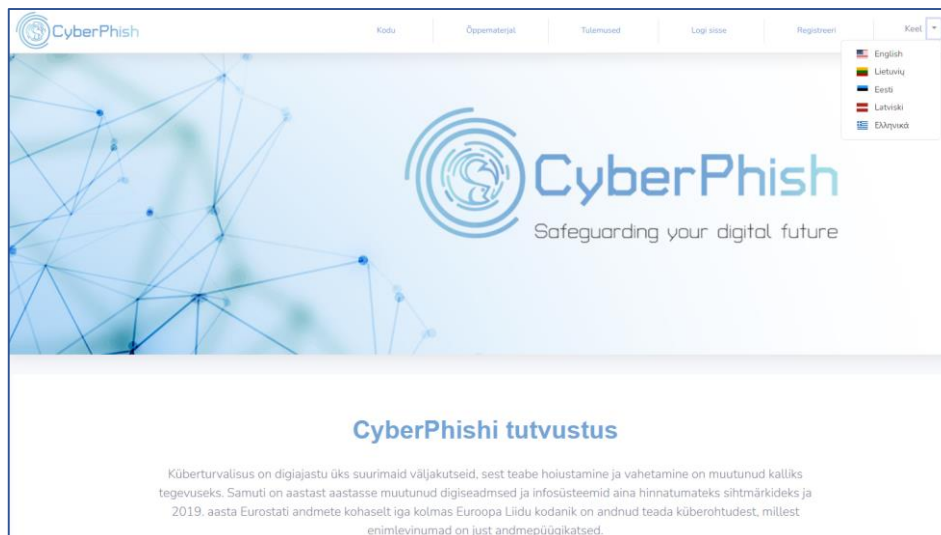 CyberPhish
Kodu Õppematerjal Tulemused Logi sisse Registreeri Keel
English
Lietuvių
Eesti
Latviski
Ελληνικά
CyberPhish
Safeguarding your digital future
CyberPhishi tutvustus
Küberturvalisus on digiajastu üks suurimaid väljakutseid, sest teabe hoiustamine ja vahetamine on muutunud kalliks
tegevuseks. Samuti on aastast aastasse muutunud digiseadmsed ja infosüsteemid aina hinnatumateks sihtmärkideks ja
2019. aasta Eurostati andmete kohaselt iga kolmas Euroopa Liidu kodanik on andnud teada küberohtudest, millest
enimlevinumad on just andmepüügikatsed.